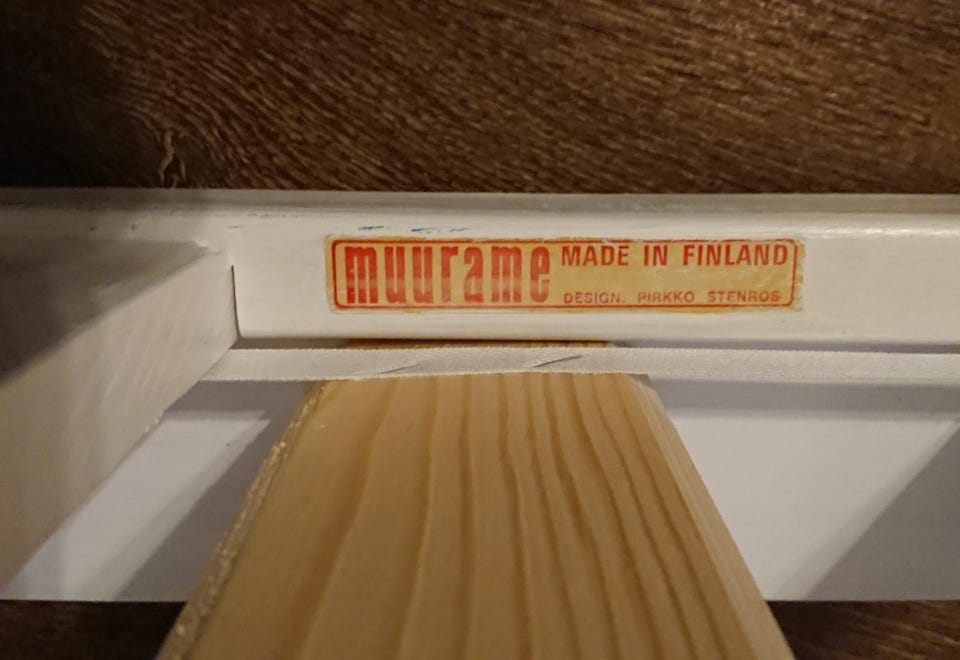 muurame
MADE IN FINLAND
DESIGN. PIRKKO STENROS